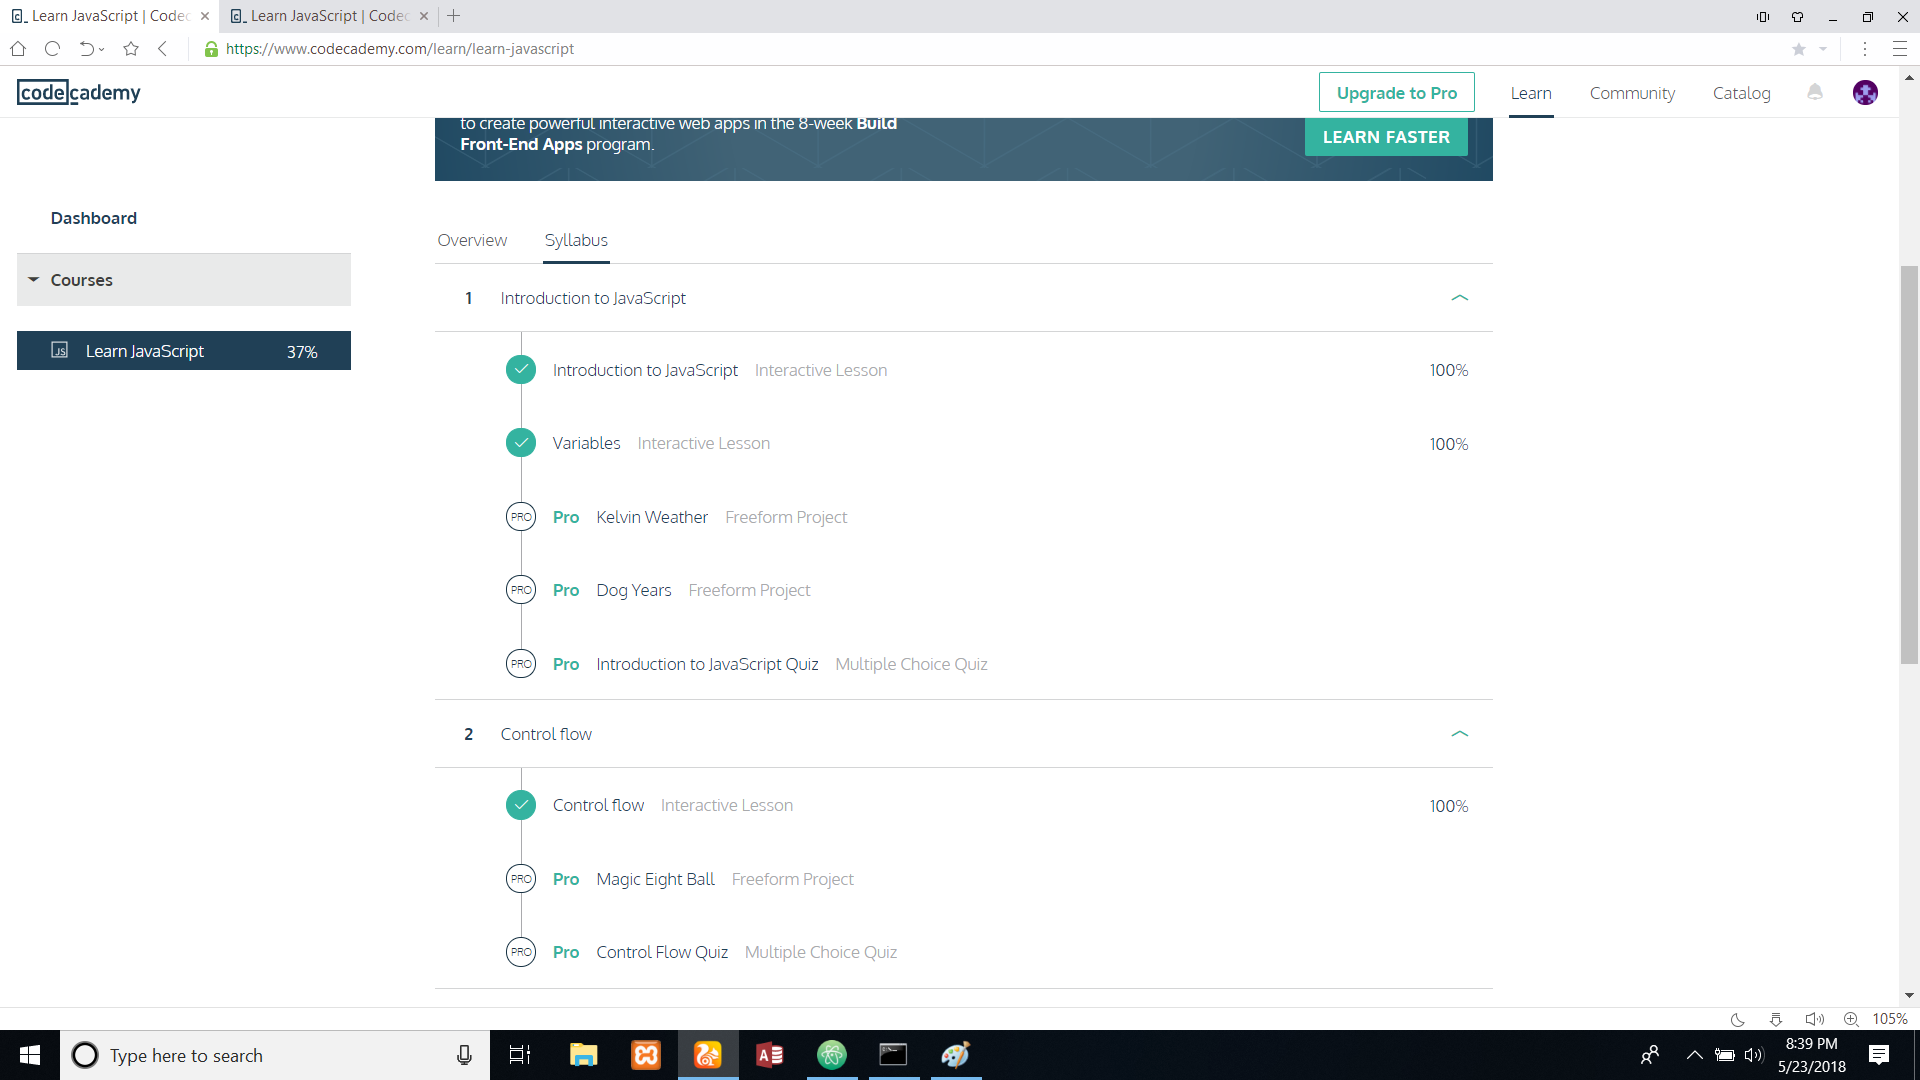 Learn JavaScript | Codec
Learn JavaScript | Codec
https://www.codecademy.com/learn/learn-javascript
codecademy
Upgrade to Pro
Learn
Community
Catalog
to create powerful interactive web apps in the 8-week Build
Front-End Apps program.
LEARN FASTER
Dashboard
Courses
JS Learn JavaScript 37%
Overview
Syllabus
1 Introduction to JavaScript
Introduction to JavaScript Interactive Lesson 100%
Variables Interactive Lesson 100%
PRO Pro Kelvin Weather Freeform Project
PRO Pro Dog Years Freeform Project
PRO Pro Introduction to JavaScript Quiz Multiple Choice Quiz
2 Control flow
Control flow Interactive Lesson 100%
PRO Pro Magic Eight Ball Freeform Project
PRO Pro Control Flow Quiz Multiple Choice Quiz
105%
Type here to search
8:39 PM
5/23/2018